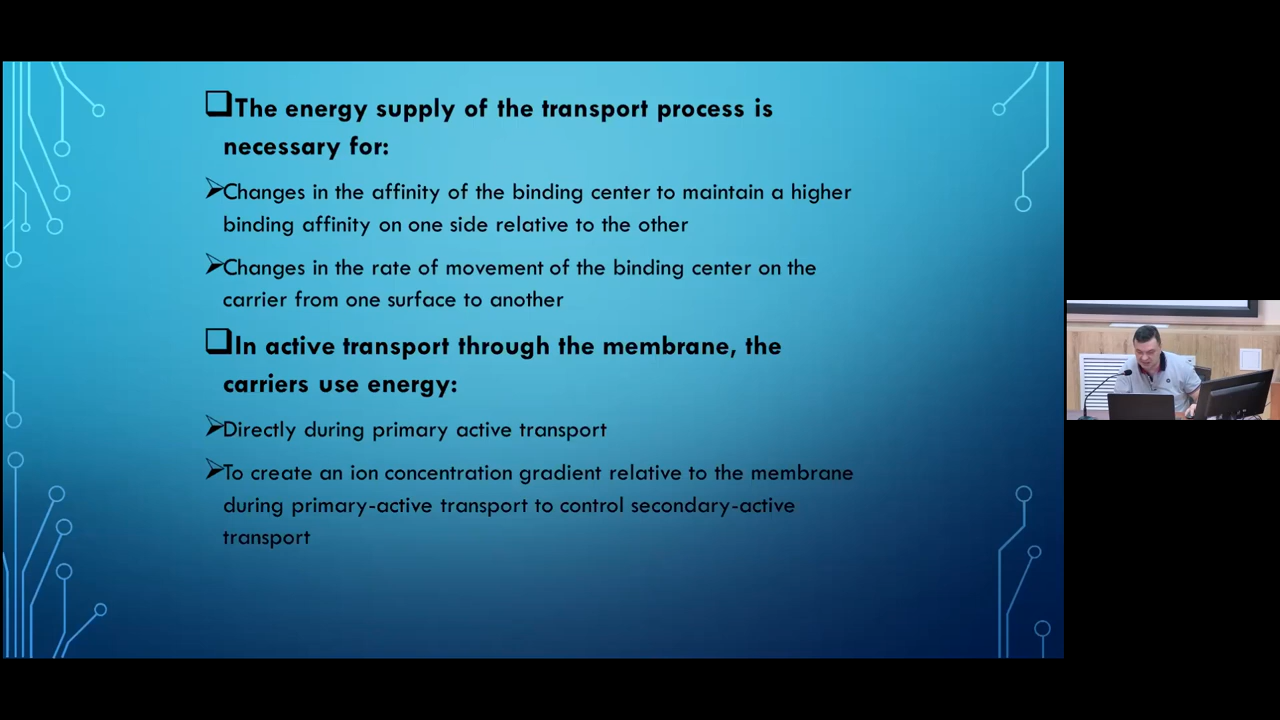 The energy supply of the transport process is
necessary for:
Changes in the affinity of the binding center to maintain a higher
binding affinity on one side relative to the other
Changes in the rate of movement of the binding center on the
carrier from one surface to another
In active transport through the membrane, the
carriers use energy:
Directly during primary active transport
To create an ion concentration gradient relative to the membrane
during primary-active transport to control secondary-active
transport